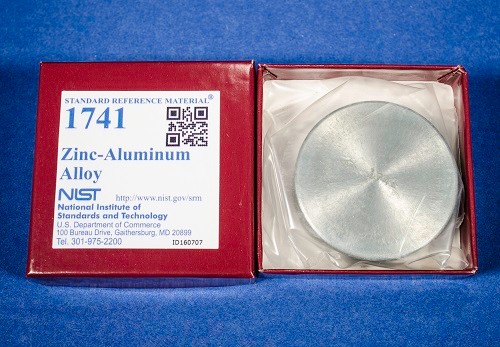 STANDARD REFERENCE MATERIAL®
1741
Zinc-Aluminum
Alloy
NIST http://www.nist.gov/srm
National Institute of
Standards and Technology
U.S. Department of Commerce
100 Bureau Drive, Gaithersburg, MD 20899
Tel. 301-975-2200 ID160707